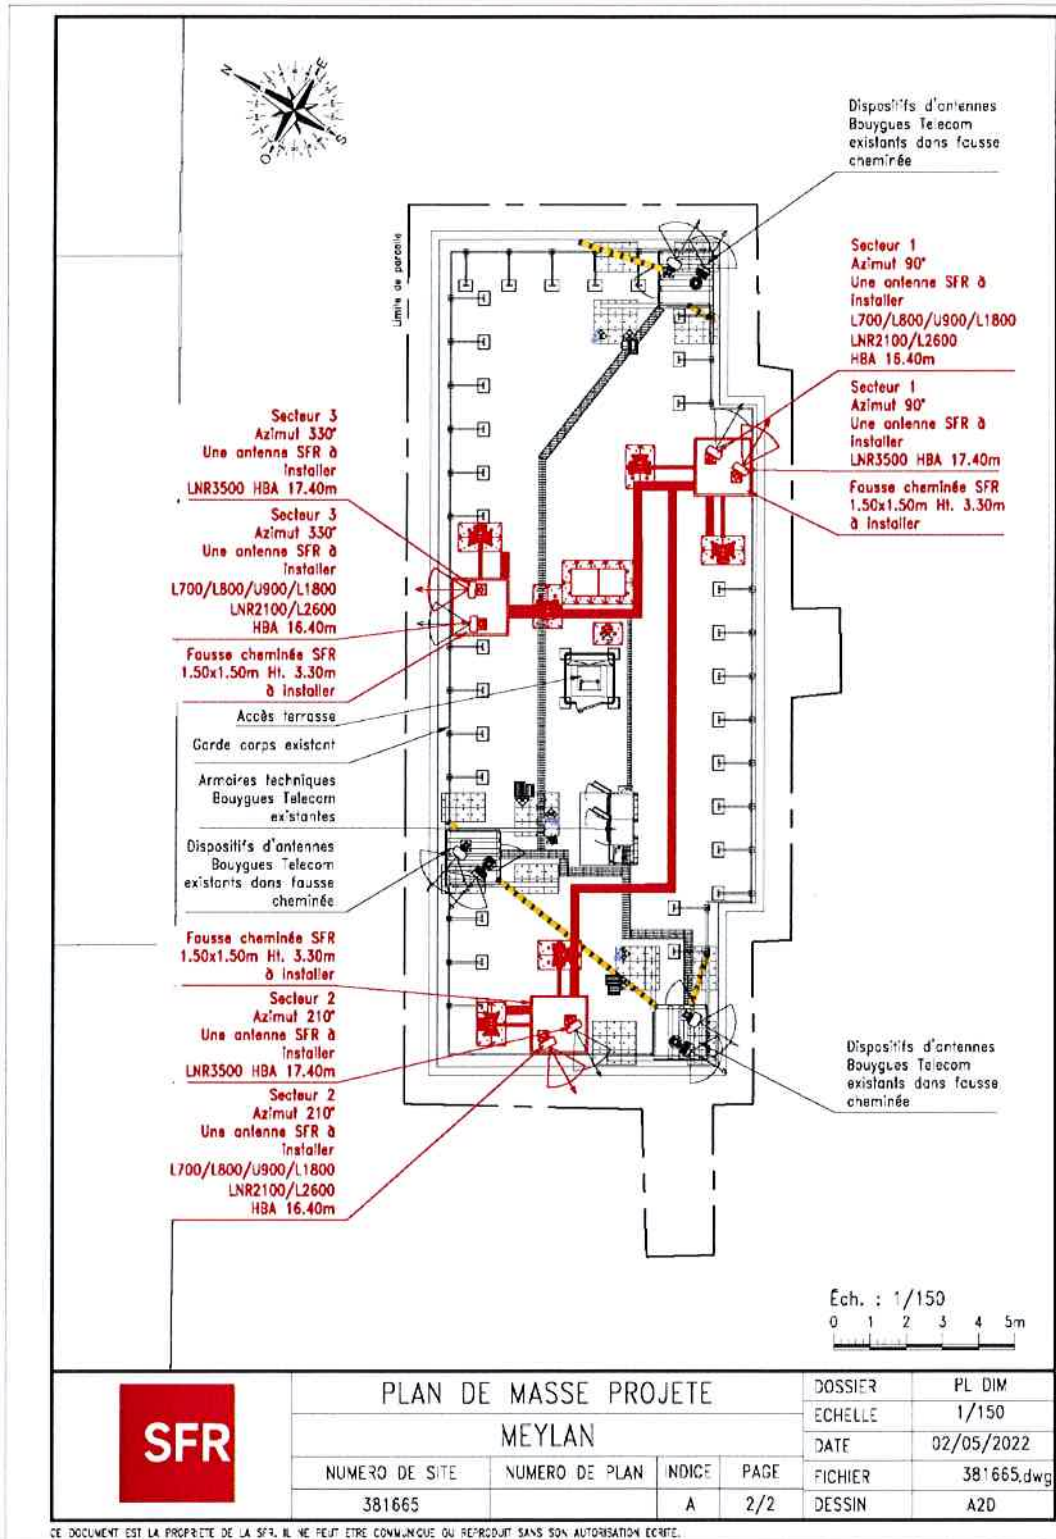 N
E
O
S
Dispositifs d'antennes
Bouygues Telecom
existants dans fausse
cheminée
Limite de parcelle
Secteur 1
Azimut 90°
Une antenne SFR à
installer
L700/L800/U900/L1800
LNR2100/L2600
HBA 16.40m
Secteur 1
Azimut 90°
Une antenne SFR à
installer
LNR3500 HBA 17.40m
Fausse cheminée SFR
1.50x1.50m Ht. 3.30m
à installer
Secteur 3
Azimut 330°
Une antenne SFR à
installer
LNR3500 HBA 17.40m
Secteur 3
Azimut 330°
Une antenne SFR à
installer
L700/L800/U900/L1800
LNR2100/L2600
HBA 16.40m
Fausse cheminée SFR
1.50x1.50m Ht. 3.30m
à installer
Accès terrasse
Garde corps existant
Armoires techniques
Bouygues Telecom
existantes
Dispositifs d'antennes
Bouygues Telecom
existants dans fausse
cheminée
Fausse cheminée SFR
1.50x1.50m Ht. 3.30m
à installer
Secteur 2
Azimut 210°
Une antenne SFR à
installer
LNR3500 HBA 17.40m
Secteur 2
Azimut 210°
Une antenne SFR à
installer
L700/L800/U900/L1800
LNR2100/L2600
HBA 16.40m
Dispositifs d'antennes
Bouygues Telecom
existants dans fausse
cheminée
Éch. : 1/150
0 1 2 3 4 5m
SFR
PLAN DE MASSE PROJETE
MEYLAN
NUMERO DE SITE NUMERO DE PLAN INDICE PAGE
381665 A 2/2
DOSSIER PL DIM
ECHELLE 1/150
DATE 02/05/2022
FICHIER 381665.dwg
DESSIN A2D
CE DOCUMENT EST LA PROPRIETE DE LA SFR. IL NE PEUT ETRE COMMUNIQUE OU REPRODUIT SANS SON AUTORISATION ECRITE.